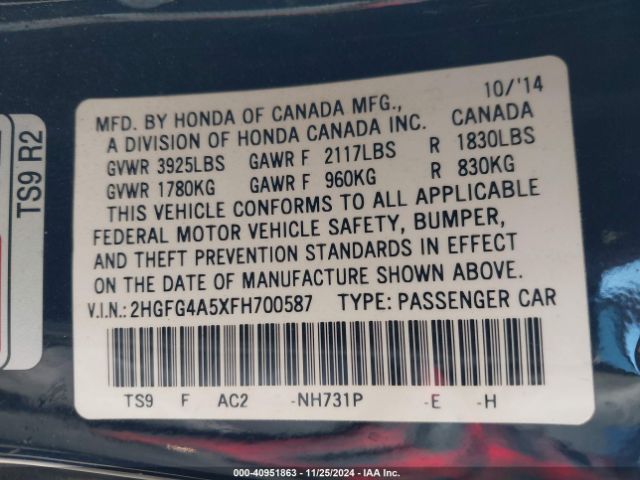 10/'14
MFD. BY HONDA OF CANADA MFG., CANADA
A DIVISION OF HONDA CANADA INC.
GVWR 3925LBS GAWR F 2117LBS R 1830LBS
GVWR 1780KG GAWR F 960KG R 830KG
THIS VEHICLE CONFORMS TO ALL APPLICABLE
FEDERAL MOTOR VEHICLE SAFETY, BUMPER,
AND THEFT PREVENTION STANDARDS IN EFFECT
ON THE DATE OF MANUFACTURE SHOWN ABOVE.
V.I.N.: 2HGFG4A5XFH700587 TYPE: PASSENGER CAR
TS9 F AC2 -NH731P -E -H
TS9 R2
000-40951863 - 11/25/2024 - IAA Inc.